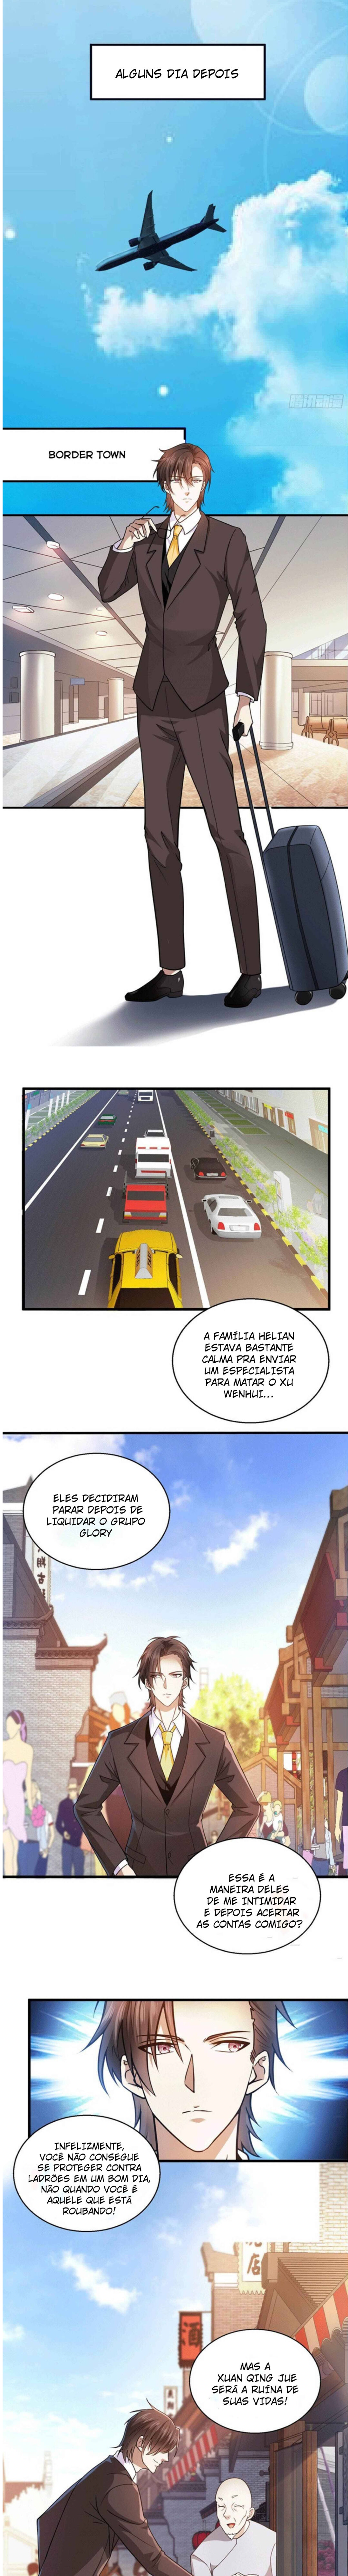 ALGUNS DIA DEPOIS
BORDER TOWN
A FAMÍLIA HELIAN
ESTAVA BASTANTE
CALMA PRA ENVIAR
UM ESPECIALISTA
PARA MATAR O XU
WENHUI...
ELES DECIDIRAM
PARAR DEPOIS DE
LIQUIDAR O GRUPO
GLORY
ESSA É A
MANEIRA DELES
DE ME INTIMIDAR
E DEPOIS ACERTAR
AS CONTAS COMIGO?
INFELIZMENTE,
VOCÊ NÃO CONSEGUE
SE PROTEGER CONTRA
LADRÕES EM UM BOM DIA,
NÃO QUANDO VOCÊ É
AQUELE QUE ESTÁ
ROUBANDO!
店
酒
MAS A
XUAN QING JUE
SERÁ A RUÍNA DE
SUAS VIDAS!